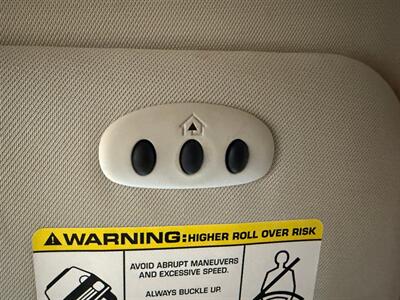 WARNING: HIGHER ROLL OVER RISK
AVOID ABRUPT MANEUVERS
AND EXCESSIVE SPEED.
ALWAYS BUCKLE UP.